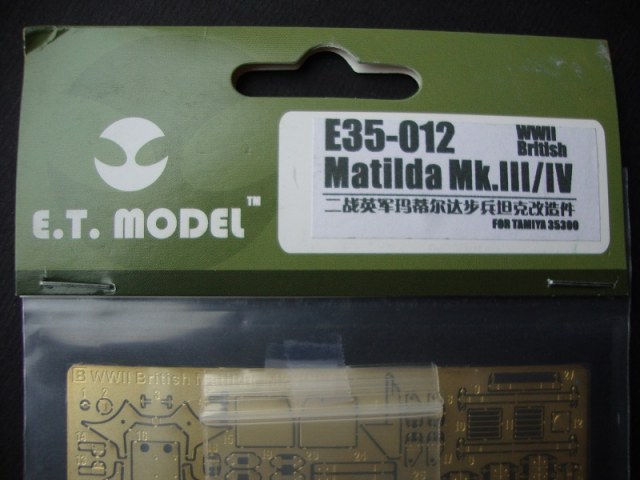 E35-012
WWII
British
Matilda Mk.III/IV
二战英军玛蒂尔达步兵坦克改造件
FOR TAMIYA 35300
E.T. MODEL™
B WWII British